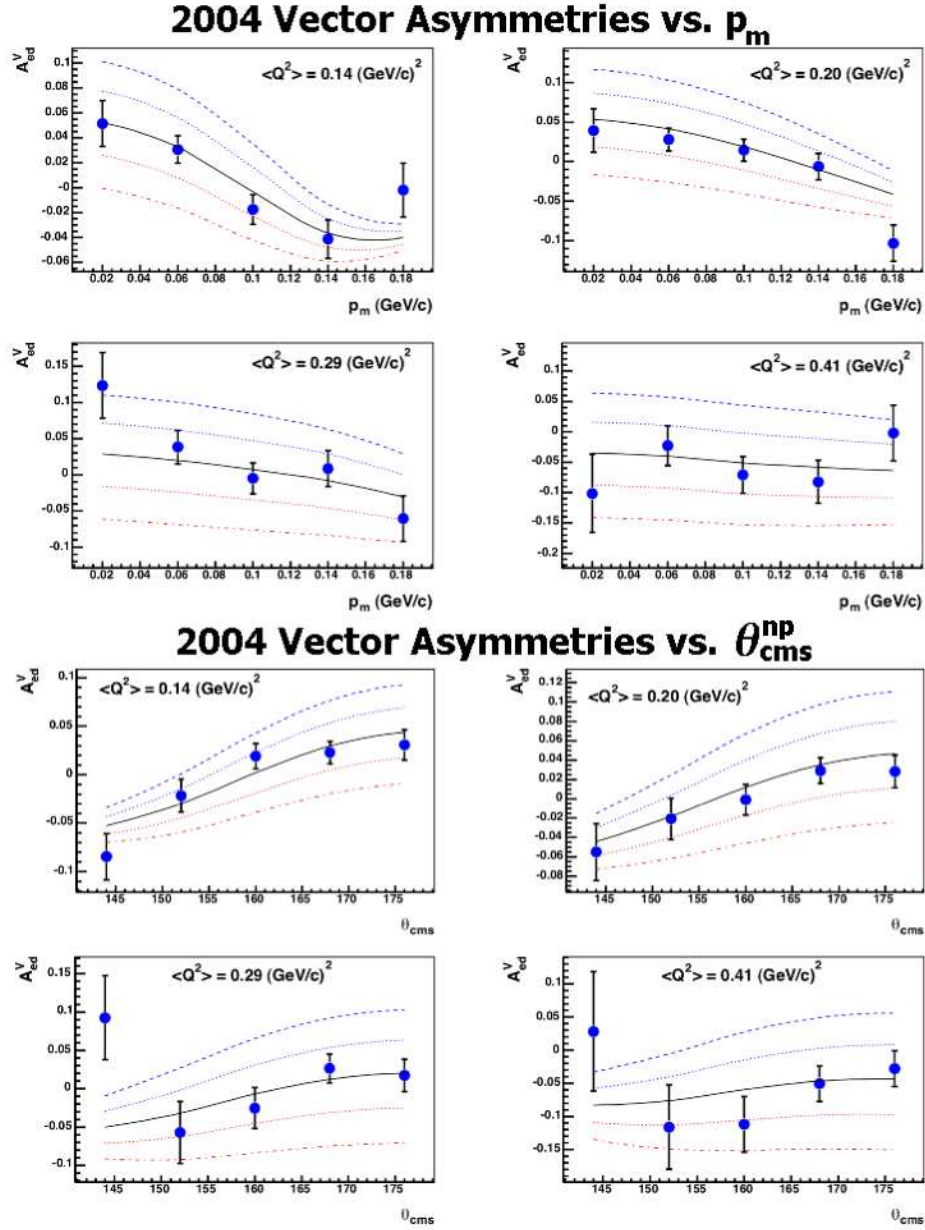 2004 Vector Asymmetries vs. p_m
A^V_ed
<Q²> = 0.14 (GeV/c)²
0.1
0.08
0.06
0.04
0.02
-0
-0.02
-0.04
-0.06
0.02 0.04 0.06 0.08 0.1 0.12 0.14 0.16 0.18
p_m (GeV/c)
A^V_ed
<Q²> = 0.20 (GeV/c)²
0.1
0.05
0
-0.05
-0.1
0.02 0.04 0.06 0.08 0.1 0.12 0.14 0.16 0.18
p_m (GeV/c)
A^V_ed
<Q²> = 0.29 (GeV/c)²
0.15
0.1
0.05
0
-0.05
-0.1
0.02 0.04 0.06 0.08 0.1 0.12 0.14 0.16 0.18
p_m (GeV/c)
A^V_ed
<Q²> = 0.41 (GeV/c)²
0.1
0.05
0
-0.05
-0.1
-0.15
-0.2
0.02 0.04 0.06 0.08 0.1 0.12 0.14 0.16 0.18
p_m (GeV/c)
2004 Vector Asymmetries vs. θ^np_cms
A^V_ed
<Q²> = 0.14 (GeV/c)²
0.1
0.05
0
-0.05
-0.1
145 150 155 160 165 170 175
θ_cms
A^V_ed
<Q²> = 0.20 (GeV/c)²
0.12
0.1
0.08
0.06
0.04
0.02
0
-0.02
-0.04
-0.06
-0.08
145 150 155 160 165 170 175
θ_cms
A^V_ed
<Q²> = 0.29 (GeV/c)²
0.15
0.1
0.05
0
-0.05
-0.1
145 150 155 160 165 170 175
θ_cms
A^V_ed
<Q²> = 0.41 (GeV/c)²
0.1
0.05
0
-0.05
-0.1
-0.15
145 150 155 160 165 170 175
θ_cms